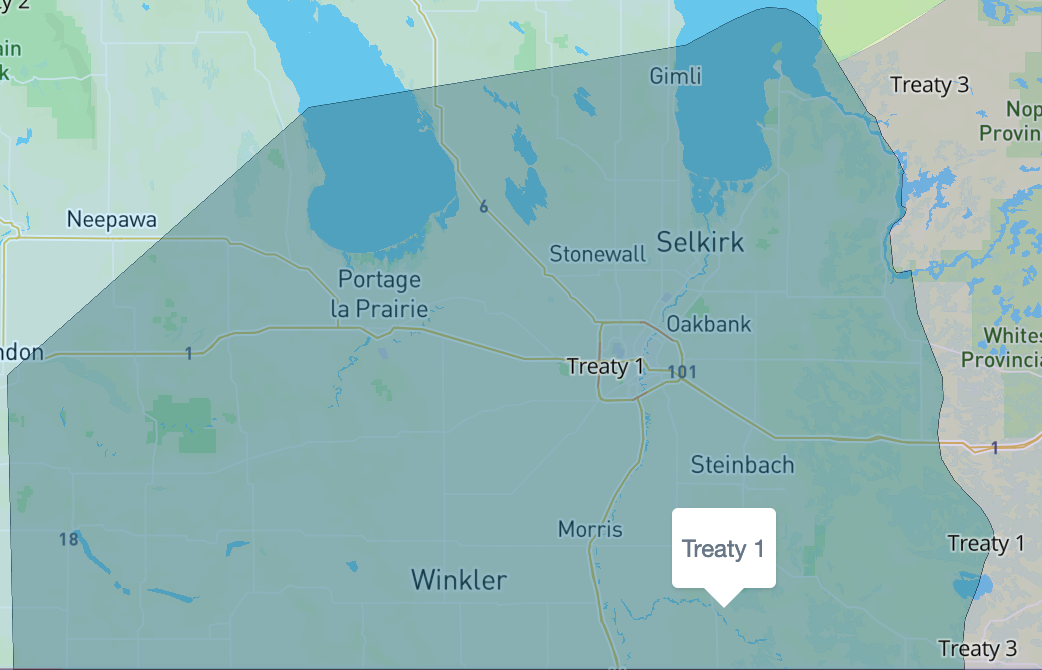 y 2
ain
k
Gimli
Treaty 3
Nop
Provin
Neepawa
6
Stonewall
Selkirk
Portage
la Prairie
Oakbank
Whites
Provincia
ndon
1
Treaty 1
101
1
Steinbach
18
Morris
Treaty 1
Treaty 1
Winkler
Treaty 3